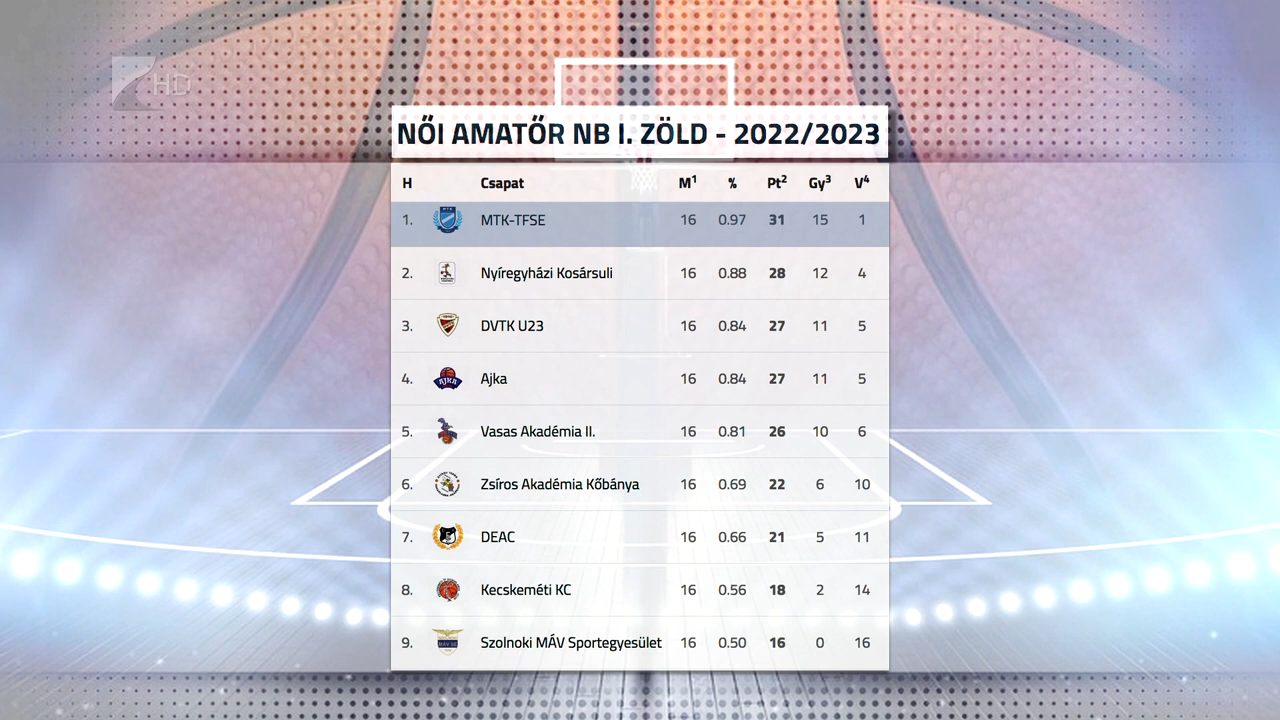 HD
NŐI AMATŐR NB I. ZÖLD - 2022/2023
H Csapat M¹ % Pt² Gy³ V⁴
1. MTK-TFSE 16 0.97 31 15 1
2. Nyíregyházi Kosársuli 16 0.88 28 12 4
3. DVTK U23 16 0.84 27 11 5
4. AJKA Ajka 16 0.84 27 11 5
5. Vasas Akadémia II. 16 0.81 26 10 6
6. Zsíros Akadémia Kőbánya 16 0.69 22 6 10
7. DEAC 16 0.66 21 5 11
8. Kecskeméti KC 16 0.56 18 2 14
9. Szolnoki MÁV Sportegyesület 16 0.50 16 0 16